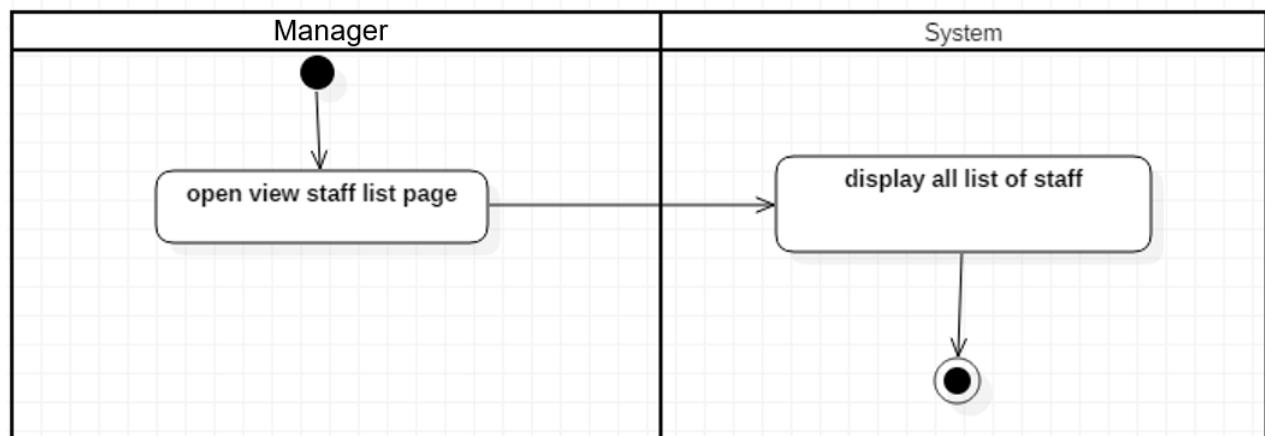 Manager
System
open view staff list page
display all list of staff